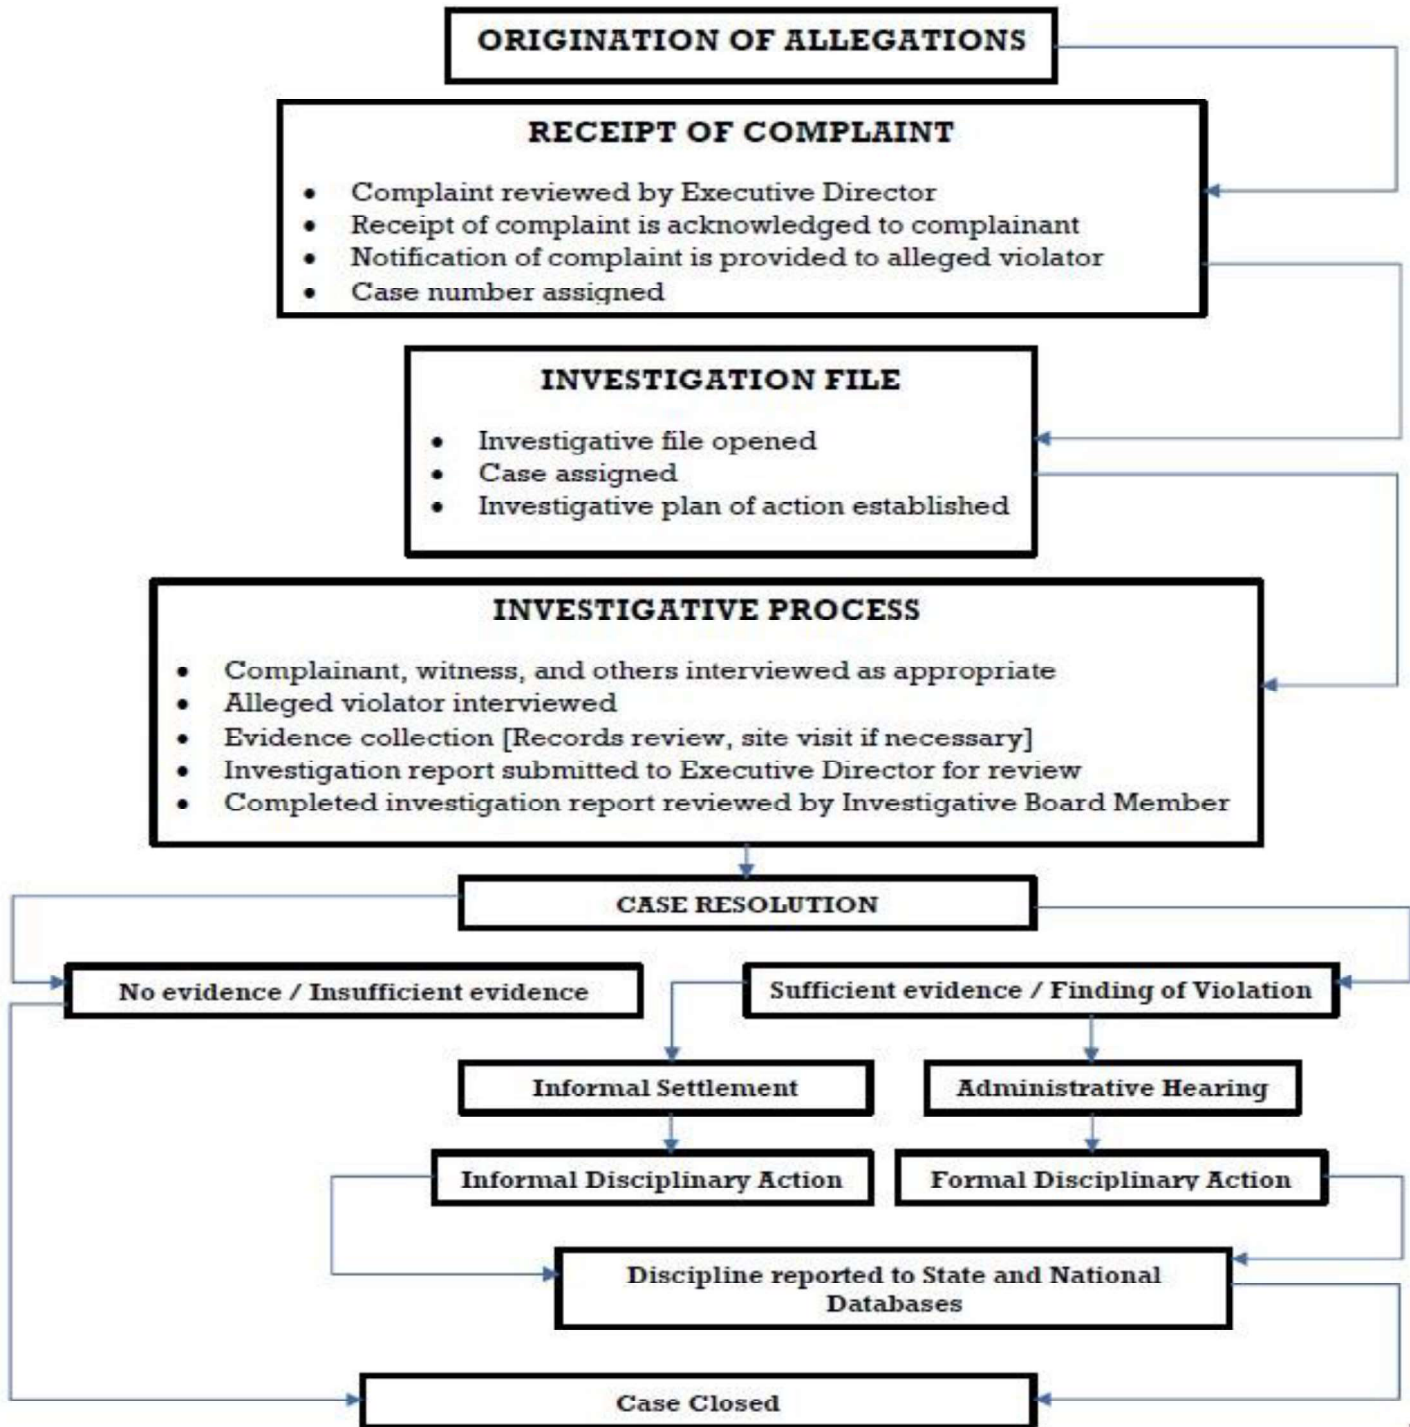 ORIGINATION OF ALLEGATIONS
RECEIPT OF COMPLAINT
• Complaint reviewed by Executive Director
• Receipt of complaint is acknowledged to complainant
• Notification of complaint is provided to alleged violator
• Case number assigned
INVESTIGATION FILE
• Investigative file opened
• Case assigned
• Investigative plan of action established
INVESTIGATIVE PROCESS
• Complainant, witness, and others interviewed as appropriate
• Alleged violator interviewed
• Evidence collection [Records review, site visit if necessary]
• Investigation report submitted to Executive Director for review
• Completed investigation report reviewed by Investigative Board Member
CASE RESOLUTION
No evidence / Insufficient evidence
Sufficient evidence / Finding of Violation
Informal Settlement
Administrative Hearing
Informal Disciplinary Action
Formal Disciplinary Action
Discipline reported to State and National
Databases
Case Closed